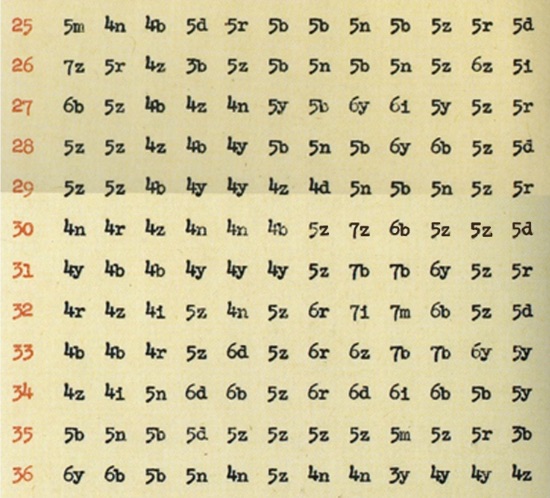 25 5m 4n 4b 5d 5r 5b 5b 5n 5b 5z 5r 5d
26 7z 5r 4z 3b 5z 5b 5n 5b 5n 5z 6z 5i
27 6b 5z 4b 4z 4n 5y 5b 6y 6i 5y 5z 5r
28 5z 5z 4z 4b 4y 5b 5n 5b 6y 6b 5z 5d
29 5z 5z 4b 4y 4y 4z 4d 5n 5b 5n 5z 5r
30 4n 4r 4z 4n 4n 4b 5z 7z 6b 5z 5z 5d
31 4y 4b 4b 4y 4y 4y 5z 7b 7b 6y 5z 5r
32 4r 4z 4i 5z 4n 5z 6r 7i 7m 6b 5z 5d
33 4b 4b 4r 5z 6d 5z 6r 6z 7b 7b 6y 5y
34 4z 4i 5n 6d 6b 5z 6r 6d 6i 6b 5b 5y
35 5b 5n 5b 5d 5z 5z 5z 5z 5m 5z 5r 3b
36 6y 6b 5b 5n 4n 5z 4n 4n 3y 4y 4y 4z